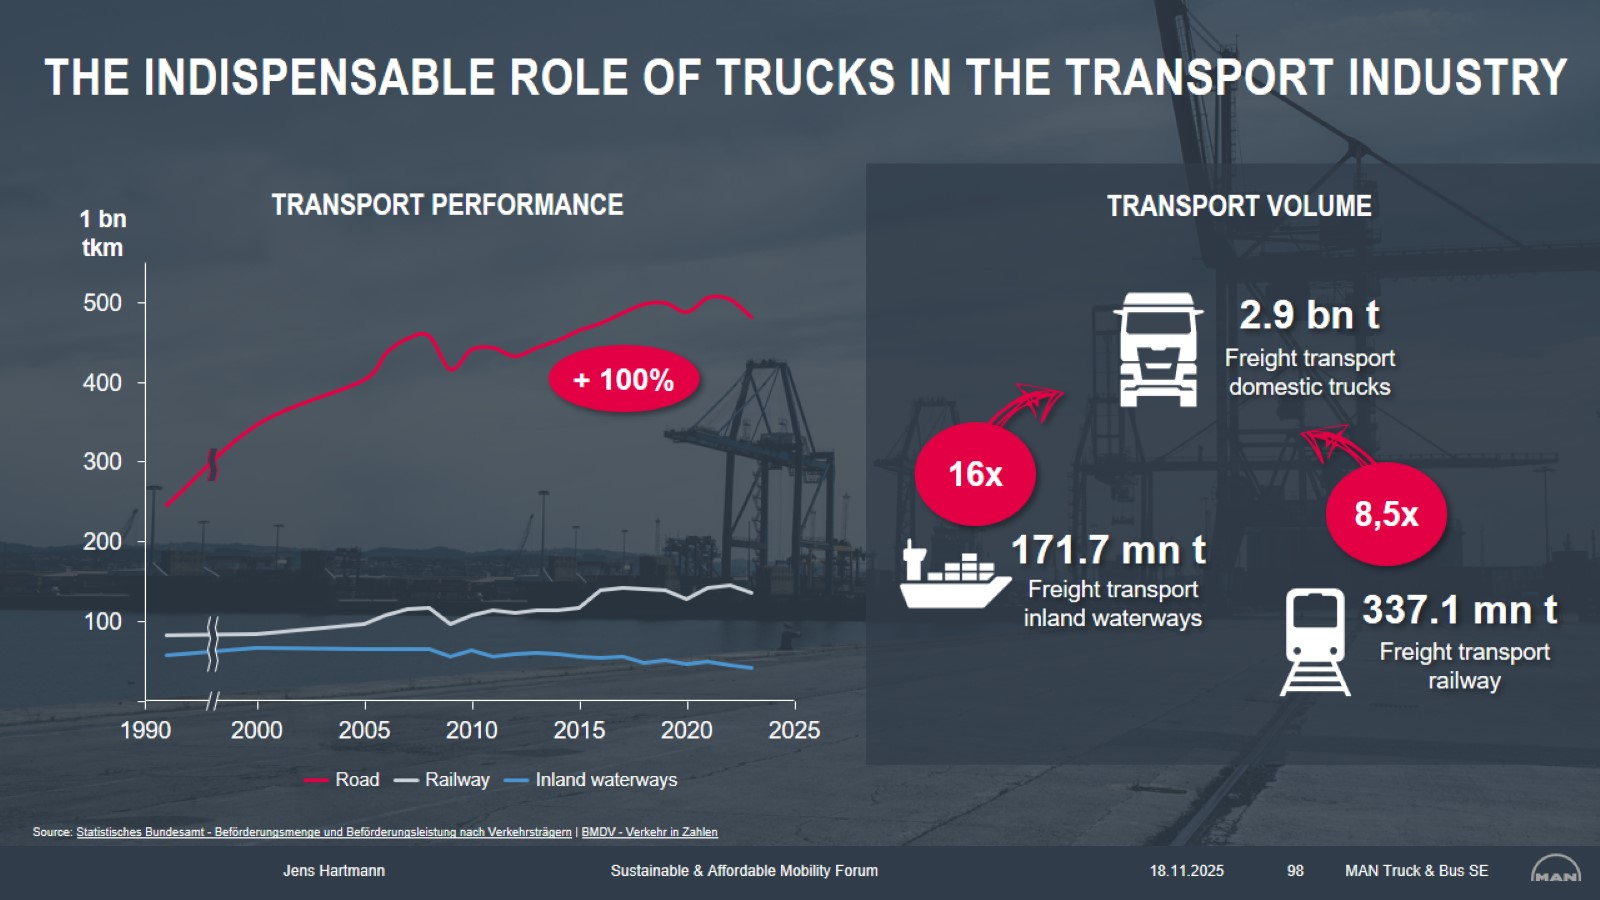 THE INDISPENSABLE ROLE OF TRUCKS IN THE TRANSPORT INDUSTRY
TRANSPORT PERFORMANCE
1 bn
tkm
500
400
300
200
100
+ 100%
1990
2000
2005
2010
2015
2020
2025
Road
Railway
Inland waterways
TRANSPORT VOLUME
2.9 bn t
Freight transport
domestic trucks
16x
8,5x
171.7 mn t
Freight transport
inland waterways
337.1 mn t
Freight transport
railway
Source: Statistisches Bundesamt - Beförderungsmenge und Beförderungsleistung nach Verkehrsträgern | BMDV - Verkehr in Zahlen
Jens Hartmann
Sustainable & Affordable Mobility Forum
18.11.2025
98
MAN Truck & Bus SE
MAN